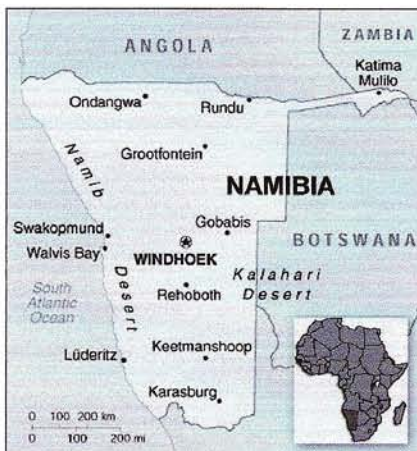 ANGOLA
ZAMBIA
Katima
Mulilo
Ondangwa
Rundu
Grootfontein
Namib
Desert
NAMIBIA
Swakopmund
Walvis Bay
Gobabis
WINDHOEK
BOTSWANA
Kalahari
Desert
Rehoboth
South
Atlantic
Ocean
Lüderitz
Keetmanshoop
Karasburg
0 100 200 km
0 100 200 mi